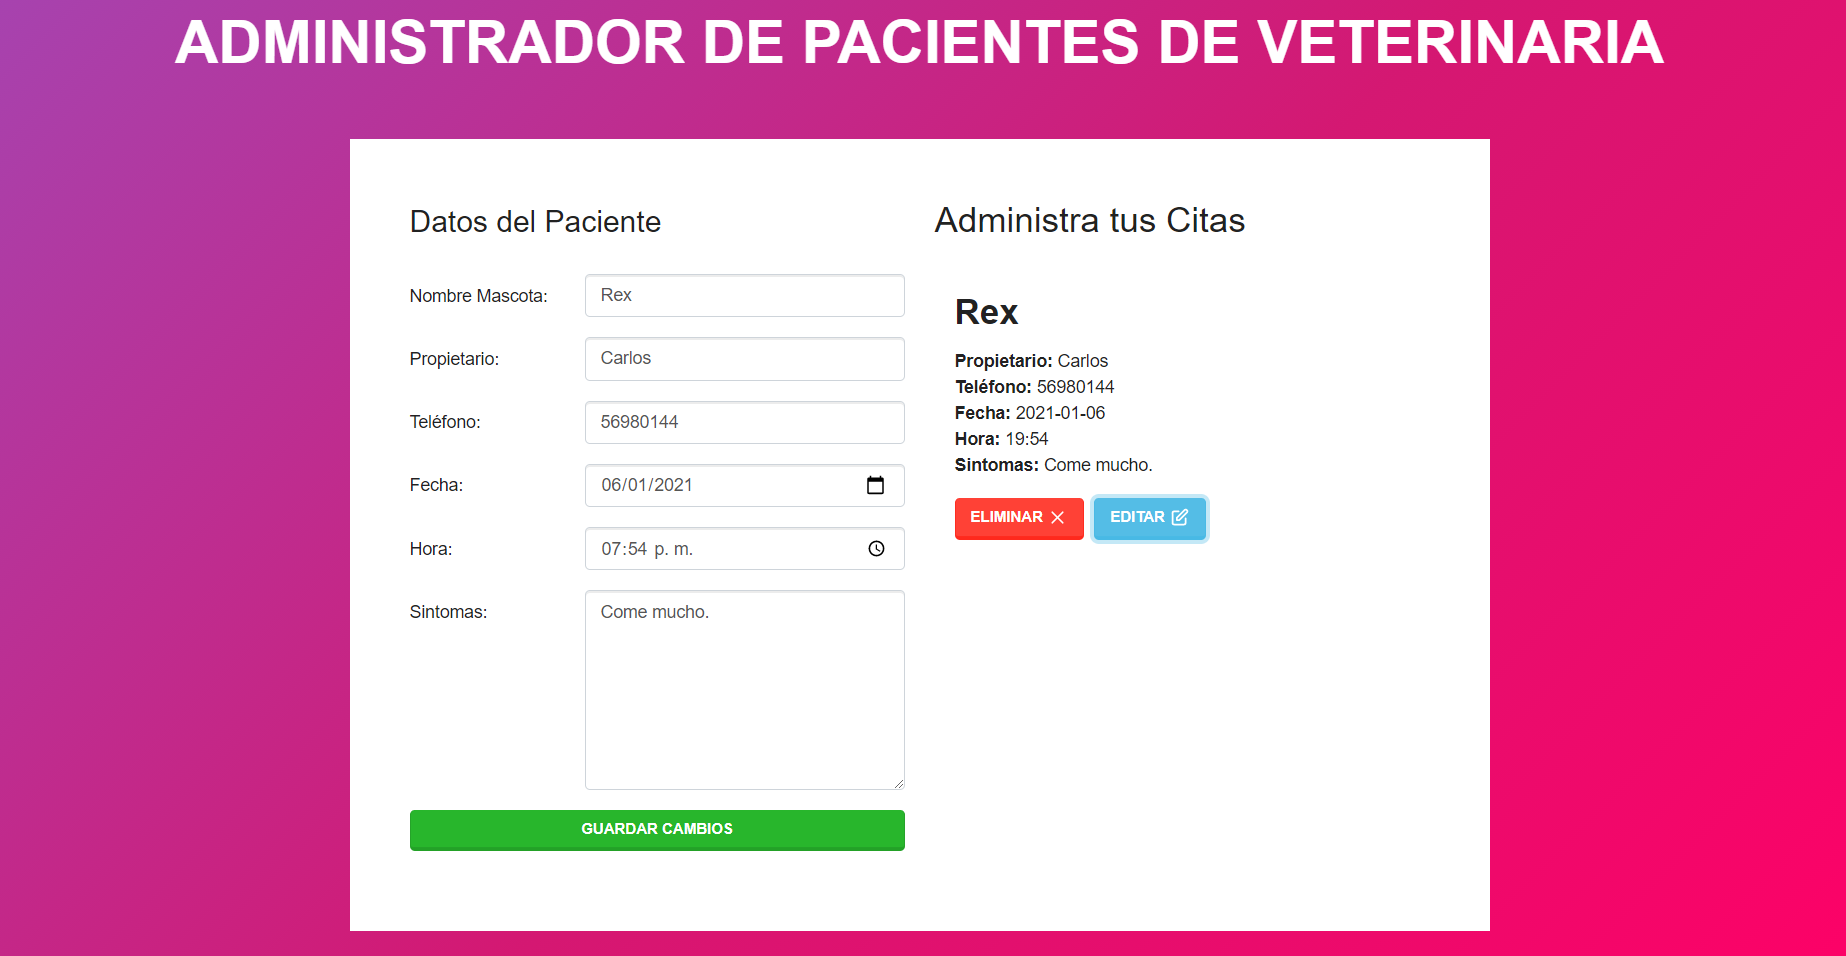 ADMINISTRADOR DE PACIENTES DE VETERINARIA
Datos del Paciente
Nombre Mascota: Rex
Propietario: Carlos
Teléfono: 56980144
Fecha: 06/01/2021
Hora: 07:54 p. m.
Sintomas: Come mucho.
GUARDAR CAMBIOS
Administra tus Citas
Rex
Propietario: Carlos
Teléfono: 56980144
Fecha: 2021-01-06
Hora: 19:54
Sintomas: Come mucho.
ELIMINAR EDITAR